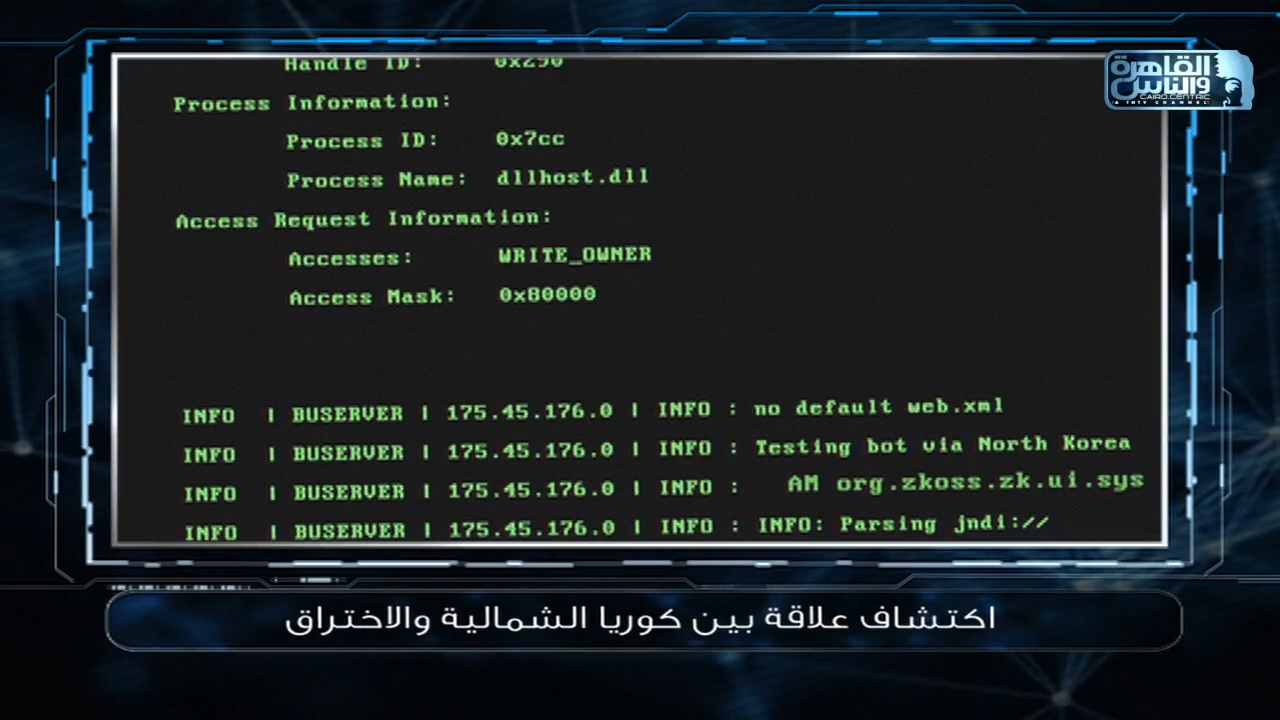 القاهرة
والناس
CAIRO.CENTRIC
A TNTV CHANNEL
Handle ID: 0x290
Process Information:
Process ID: 0x7cc
Process Name: dllhost.dll
Access Request Information:
Accesses: WRITE_OWNER
Access Mask: 0x80000
INFO | BUSERVER | 175.45.176.0 | INFO : no default web.xml
INFO | BUSERVER | 175.45.176.0 | INFO : Testing bot via North Korea
INFO | BUSERVER | 175.45.176.0 | INFO : AM org.zkoss.zk.ui.sys
INFO | BUSERVER | 175.45.176.0 | INFO : INFO: Parsing jndi://
اكتشاف علاقة بين كوريا الشمالية والاختراق